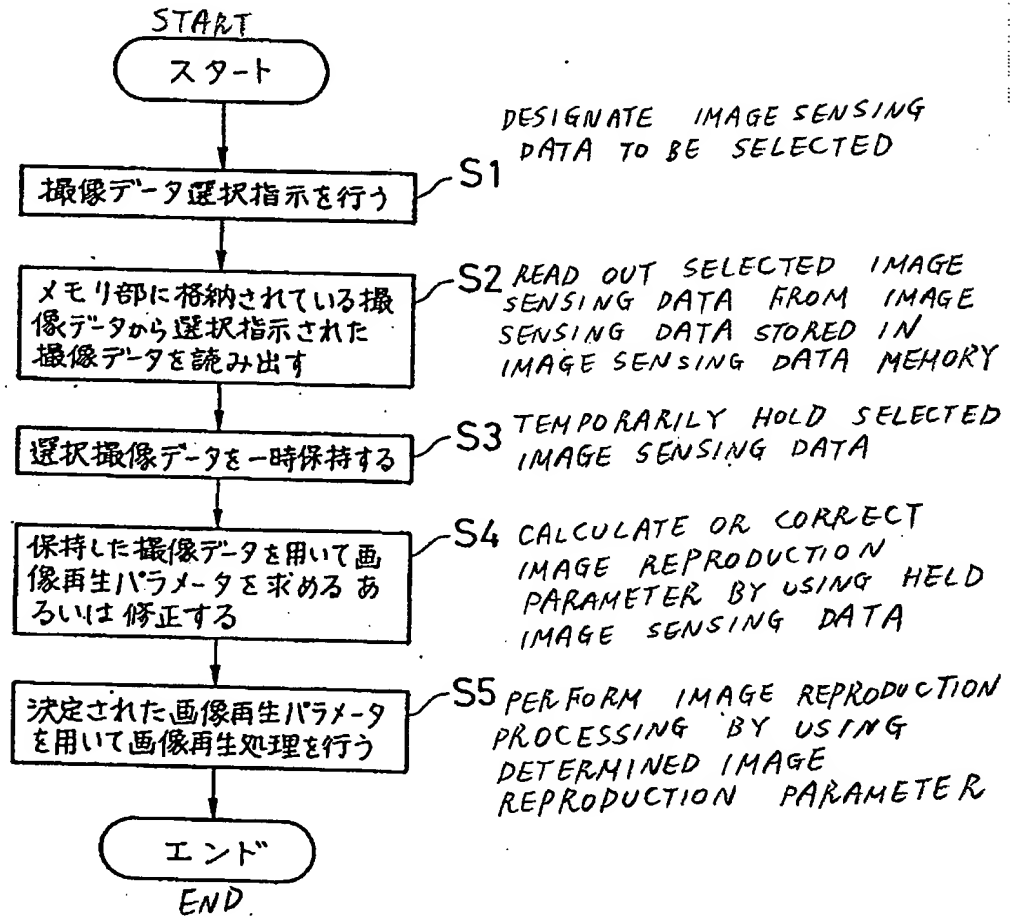 START
スタート
DESIGNATE IMAGE SENSING
DATA TO BE SELECTED
S1
撮像データ選択指示を行う
S2
READ OUT SELECTED IMAGE
SENSING DATA FROM IMAGE
SENSING DATA STORED IN
IMAGE SENSING DATA MEMORY
メモリ部に格納されている撮
像データから選択指示された
撮像データを読み出す
S3
TEMPORARILY HOLD SELECTED
IMAGE SENSING DATA
選択撮像データを一時保持する
S4
CALCULATE OR CORRECT
IMAGE REPRODUCTION
PARAMETER BY USING HELD
IMAGE SENSING DATA
保持した撮像データを用いて画
像再生パラメータを求めるあ
るいは修正する
S5
PERFORM IMAGE REPRODUCTION
PROCESSING BY USING
DETERMINED IMAGE
REPRODUCTION PARAMETER
決定された画像再生パラメータ
を用いて画像再生処理を行う
エンド
END